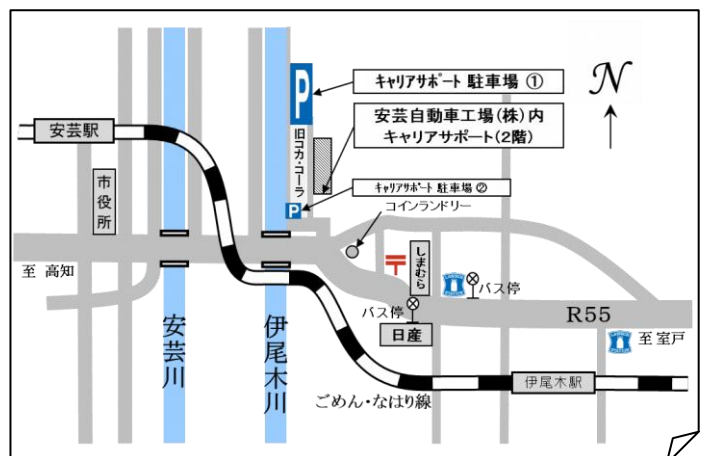 キャリアサポート 駐車場 ①
N
P
安芸自動車工場(株)内
キャリアサポート(2階)
安芸駅
旧コカ・コーラ
市役所
キャリアサポート 駐車場 ②
P
コインランドリー
至 高知
しまむら
バス停
バス停
R55
日産
至 室戸
安芸川
伊尾木川
伊尾木駅
ごめん・なはり線